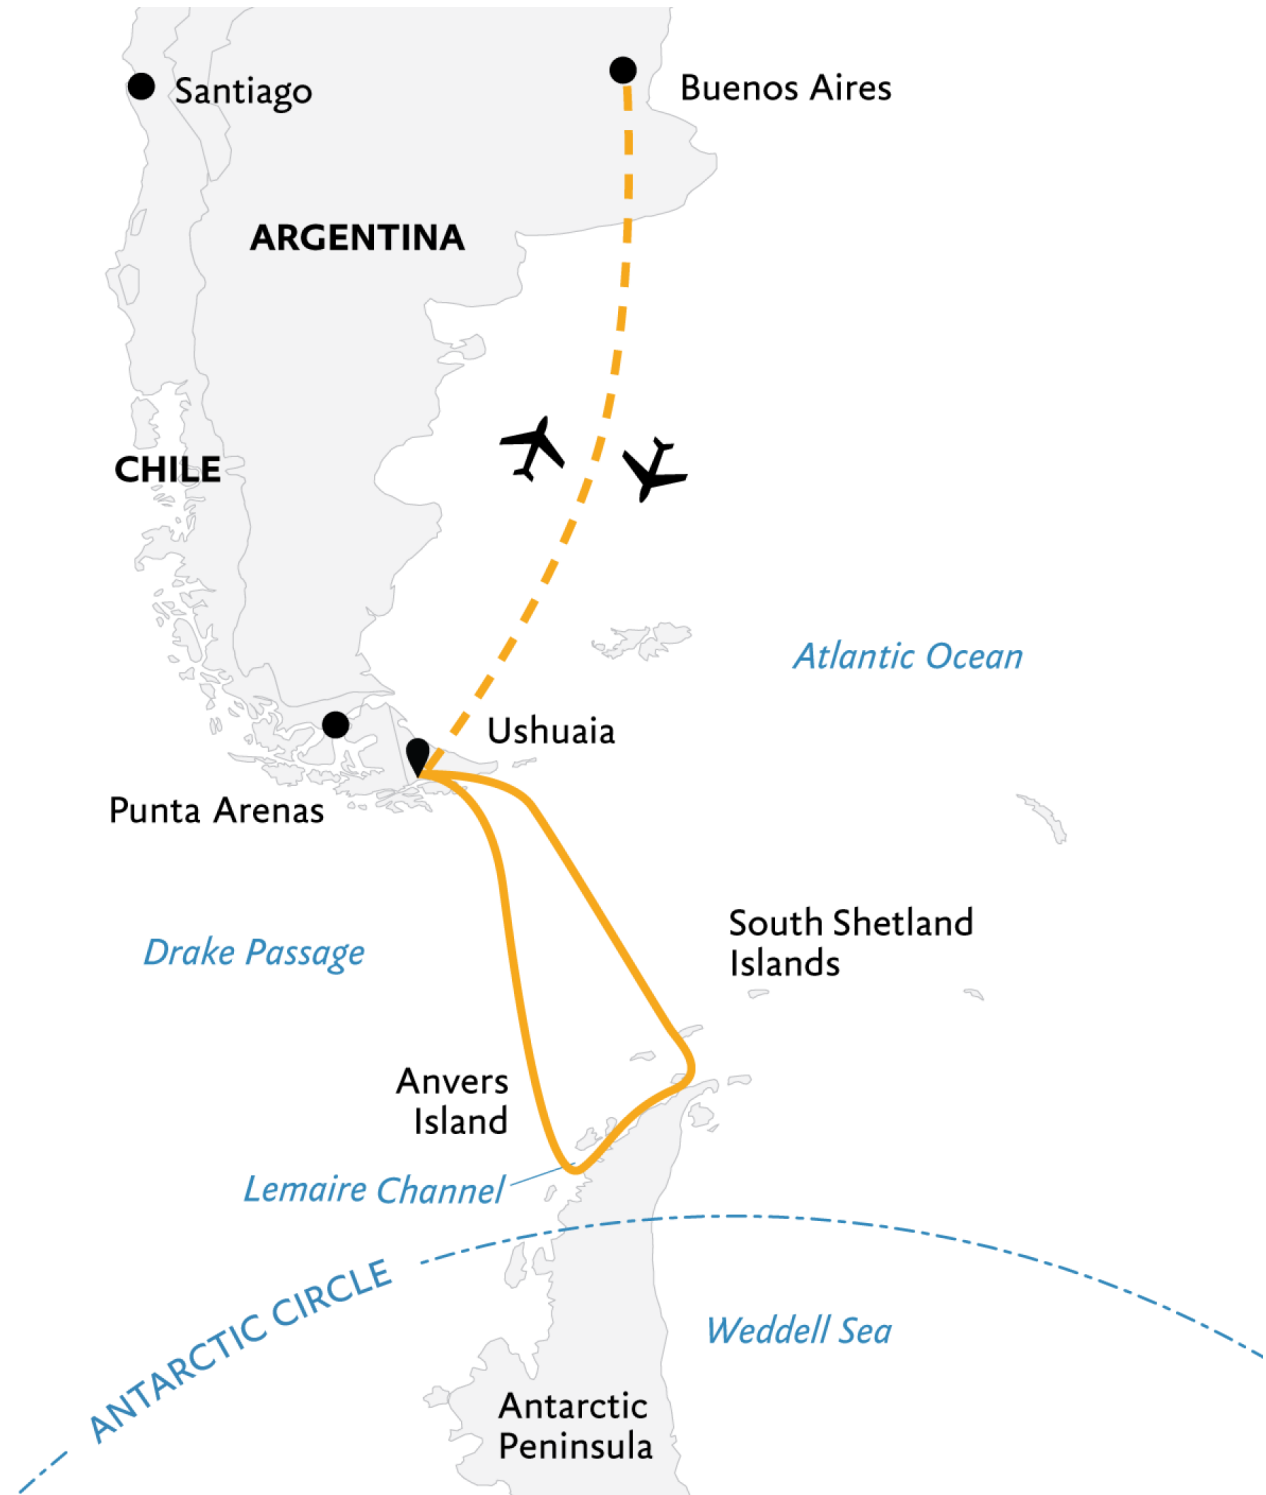 Santiago
Buenos Aires
ARGENTINA
CHILE
Atlantic Ocean
Ushuaia
Punta Arenas
South Shetland
Islands
Drake Passage
Anvers
Island
Lemaire Channel
ANTARCTIC CIRCLE
Weddell Sea
Antarctic
Peninsula